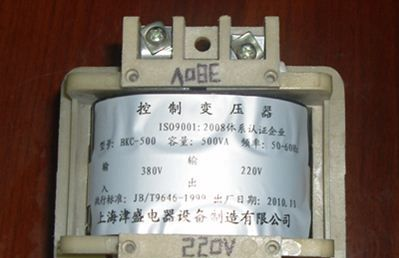 380V
控制变压器
ISO9001:2008体系认证企业
型号: BKC-500 容量: 500VA 频率: 50-60Hz
输 380V 输 220V
入 出
执行标准: JB/T9646-1999 出厂日期: 2010.11
上海津盛电器设备制造有限公司
220V